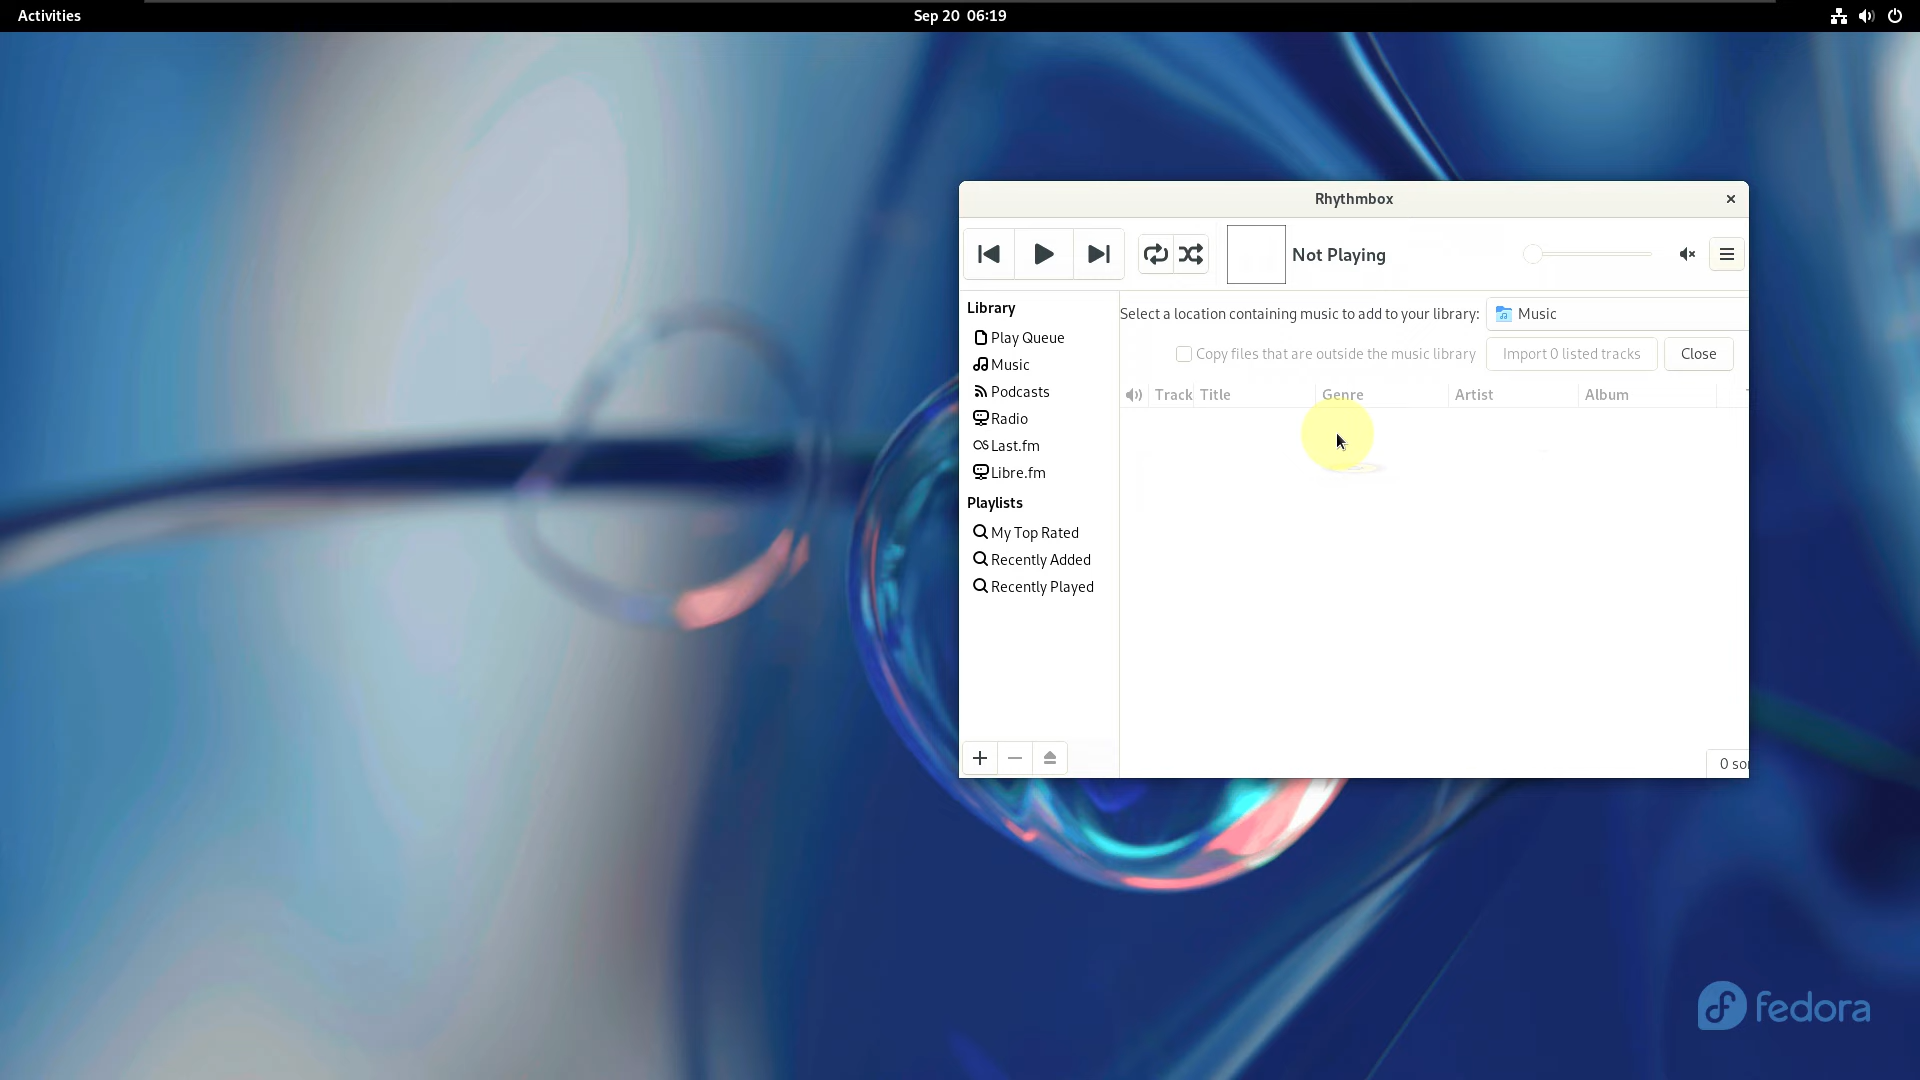 Activities
Sep 20 06:19
Rhythmbox
Not Playing
Library
Play Queue
Music
Podcasts
Radio
Last.fm
Libre.fm
Playlists
My Top Rated
Recently Added
Recently Played
Select a location containing music to add to your library: Music
Copy files that are outside the music library Import 0 listed tracks Close
Track Title Genre Artist Album
0 so
fedora